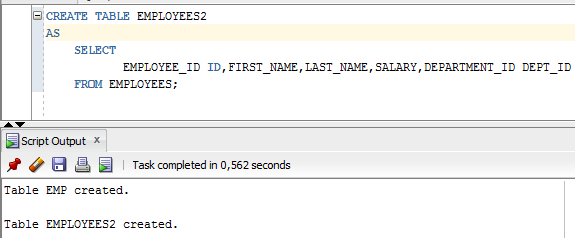 CREATE TABLE EMPLOYEES2
AS
SELECT
EMPLOYEE_ID ID,FIRST_NAME,LAST_NAME,SALARY,DEPARTMENT_ID DEPT_ID
FROM EMPLOYEES;
Script Output x
Task completed in 0,562 seconds
Table EMP created.
Table EMPLOYEES2 created.